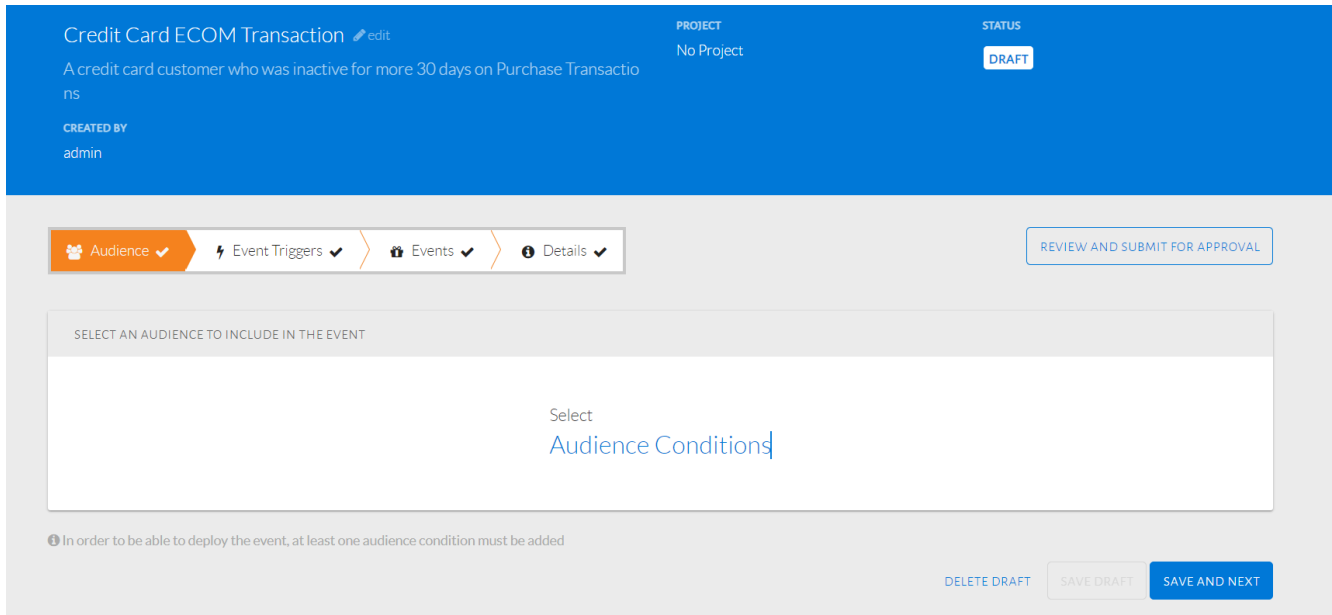 Credit Card ECOM Transaction edit
A credit card customer who was inactive for more 30 days on Purchase Transactio
ns
CREATED BY
admin
PROJECT
No Project
STATUS
DRAFT
Audience
Event Triggers
Events
Details
REVIEW AND SUBMIT FOR APPROVAL
SELECT AN AUDIENCE TO INCLUDE IN THE EVENT
Select
Audience Conditions
In order to be able to deploy the event, at least one audience condition must be added
DELETE DRAFT
SAVE DRAFT
SAVE AND NEXT